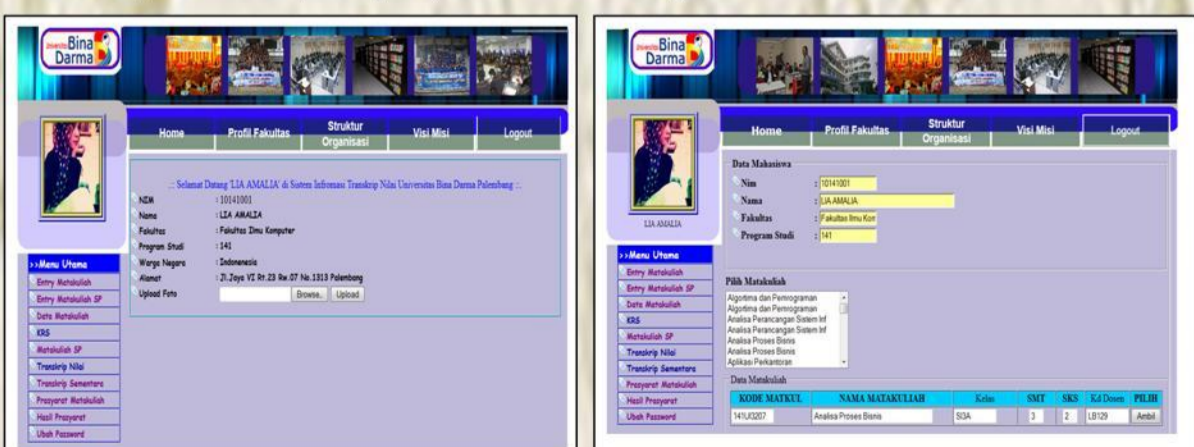 Universitas Bina
Darma
Home
Profil Fakultas
Struktur
Organisasi
Visi Misi
Logout
.:: Selamat Datang 'LIA AMALIA' di Sistem Infromasi Transkrip Nilai Universitas Bina Darma Palembang ::.
NIM : 10141001
Nama : LIA AMALIA
Fakultas : Fakultas Ilmu Komputer
Program Studi : 141
Warga Negara : Indonenesia
Alamat : Jl.Jaya VI Rt.23 Rw.07 No.1313 Palembang
Upload Foto Browse.. Upload
>>Menu Utama
Entry Matakuliah
Entry Matakuliah SP
Data Matakuliah
KRS
Matakuliah SP
Transkrip Nilai
Transkrip Sementara
Prasyarat Matakuliah
Hasil Prasyarat
Ubah Password
Universitas Bina
Darma
Home
Profil Fakultas
Struktur
Organisasi
Visi Misi
Logout
LIA AMALIA
Data Mahasiswa
Nim : 10141001
Nama : LIA AMALIA
Fakultas : Fakultas Ilmu Kom
Program Studi : 141
>>Menu Utama
Entry Matakuliah
Entry Matakuliah SP
Data Matakuliah
KRS
Matakuliah SP
Transkrip Nilai
Transkrip Sementara
Prasyarat Matakuliah
Hasil Prasyarat
Ubah Password
Pilih Matakuliah
Algoritma dan Pemrograman
Algoritma dan Pemrograman
Analisa Perancangan Sistem Inf
Analisa Perancangan Sistem Inf
Analisa Proses Bisnis
Analisa Proses Bisnis
Aplikasi Perkantoran
Data Matakuliah
KODE MATKUL NAMA MATAKULIAH Kelas SMT SKS Kd Dosen PILIH
141UI3207 Analisa Proses Bisnis SI3A 3 2 LB129 Ambil